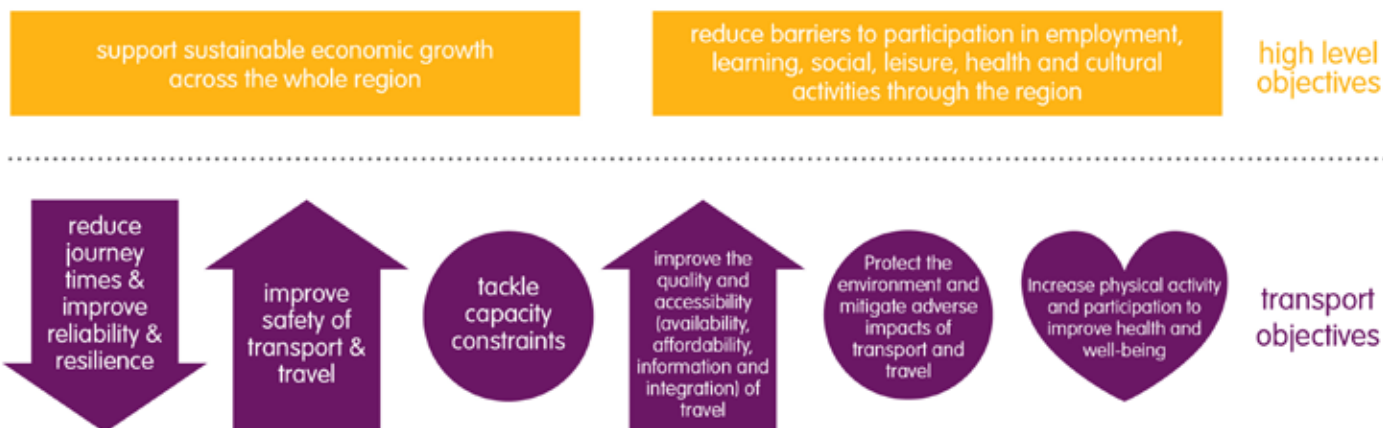 support sustainable economic growth
across the whole region
reduce barriers to participation in employment,
learning, social, leisure, health and cultural
activities through the region
high level
objectives
reduce
journey
times &
improve
reliability &
resilience
improve
safety of
transport &
travel
tackle
capacity
constraints
improve the
quality and
accessibility
(availability,
affordability,
information and
integration) of
travel
Protect the
environment and
mitigate adverse
impacts of
transport and
travel
Increase physical activity
and participation to
improve health and
well-being
transport
objectives